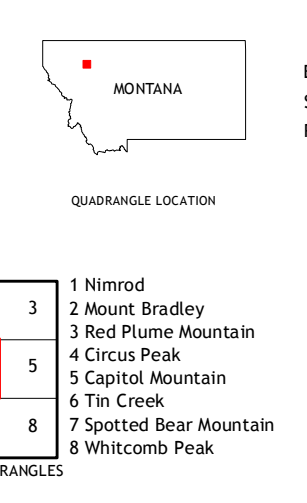 MONTANA
QUADRANGLE LOCATION
3
5
8
1 Nimrod
2 Mount Bradley
3 Red Plume Mountain
4 Circus Peak
5 Capitol Mountain
6 Tin Creek
7 Spotted Bear Mountain
8 Whitcomb Peak